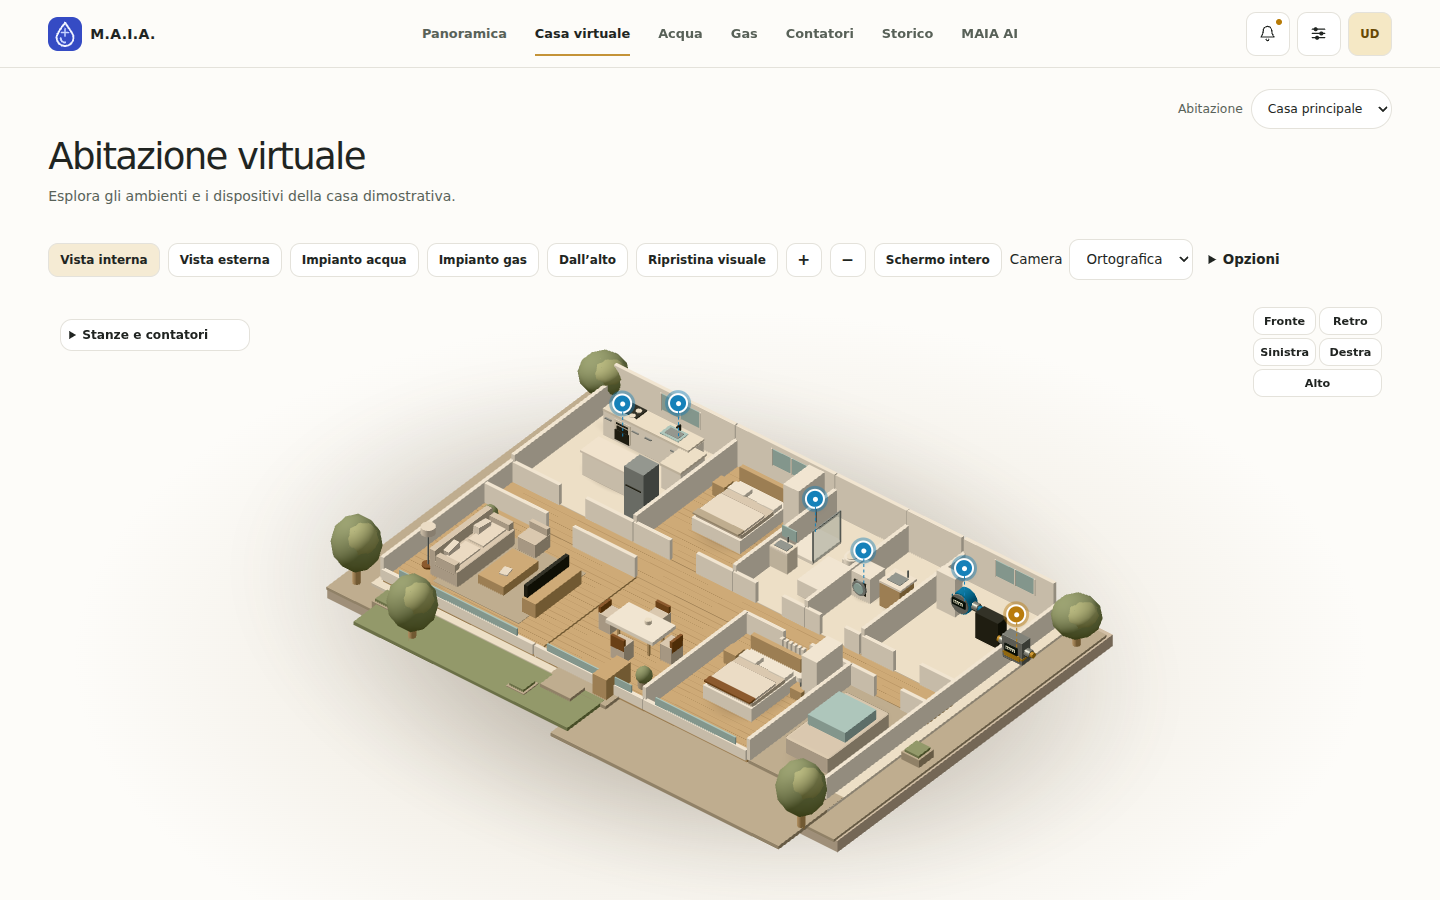 M.A.I.A.
Panoramica
Casa virtuale
Acqua
Gas
Contatori
Storico
MAIA AI
UD
Abitazione
Casa principale
Abitazione virtuale
Esplora gli ambienti e i dispositivi della casa dimostrativa.
Vista interna
Vista esterna
Impianto acqua
Impianto gas
Dall’alto
Ripristina visuale
+
−
Schermo intero
Camera
Ortografica
Opzioni
Stanze e contatori
Fronte
Retro
Sinistra
Destra
Alto